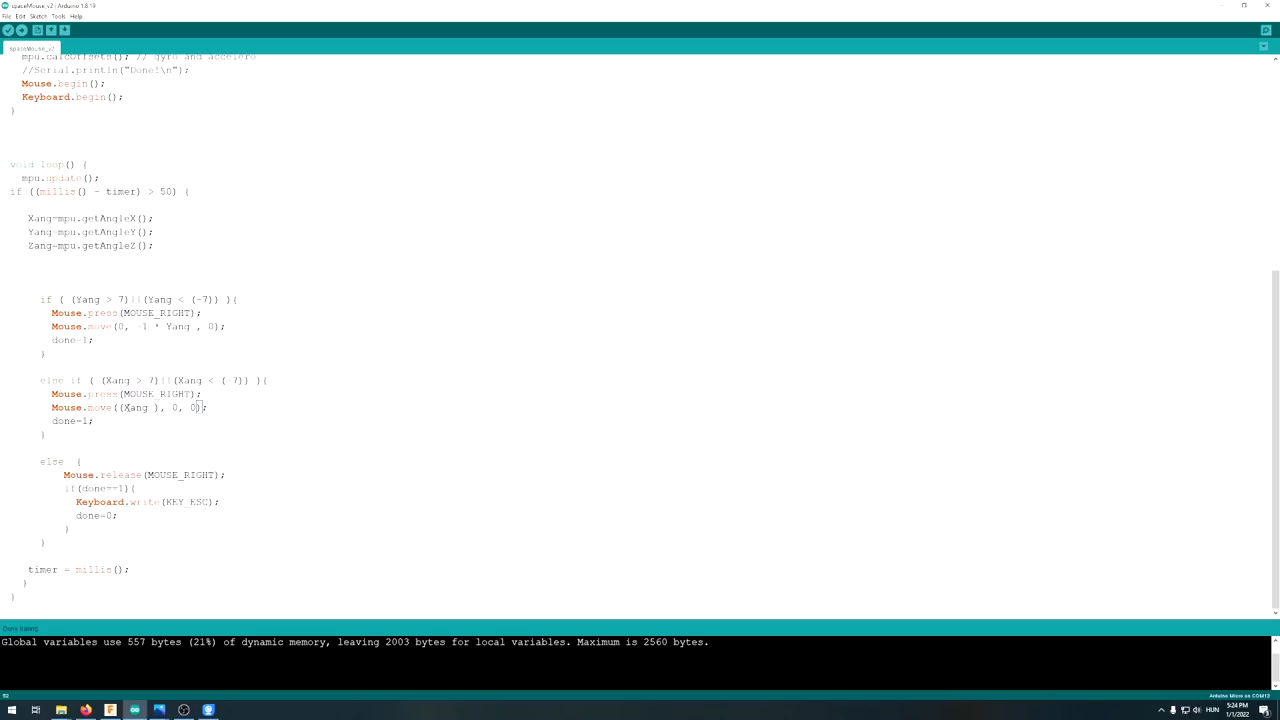 spaceMouse_v2 | Arduino 1.8.19
File Edit Sketch Tools Help
spaceMouse_v2
mpu.calcOffsets(); // gyro and accelero
//Serial.println("Done!\n");
Mouse.begin();
Keyboard.begin();
}
void loop() {
mpu.update();
if ((millis() - timer) > 50) {
Xang=mpu.getAngleX();
Yang=mpu.getAngleY();
Zang=mpu.getAngleZ();
if ( (Yang > 7)||(Yang < (-7)) ){
Mouse.press(MOUSE_RIGHT);
Mouse.move(0, -1 * Yang , 0);
done=1;
}
else if ( (Xang > 7)||(Xang < (-7)) ){
Mouse.press(MOUSE_RIGHT);
Mouse.move((Xang ), 0, 0);
done=1;
}
else {
Mouse.release(MOUSE_RIGHT);
if(done==1){
Keyboard.write(KEY_ESC);
done=0;
}
}
timer = millis();
}
}
Done Saving.
Global variables use 557 bytes (21%) of dynamic memory, leaving 2003 bytes for local variables. Maximum is 2560 bytes.
Arduino Micro on COM13
HUN
5:24 PM
1/1/2022